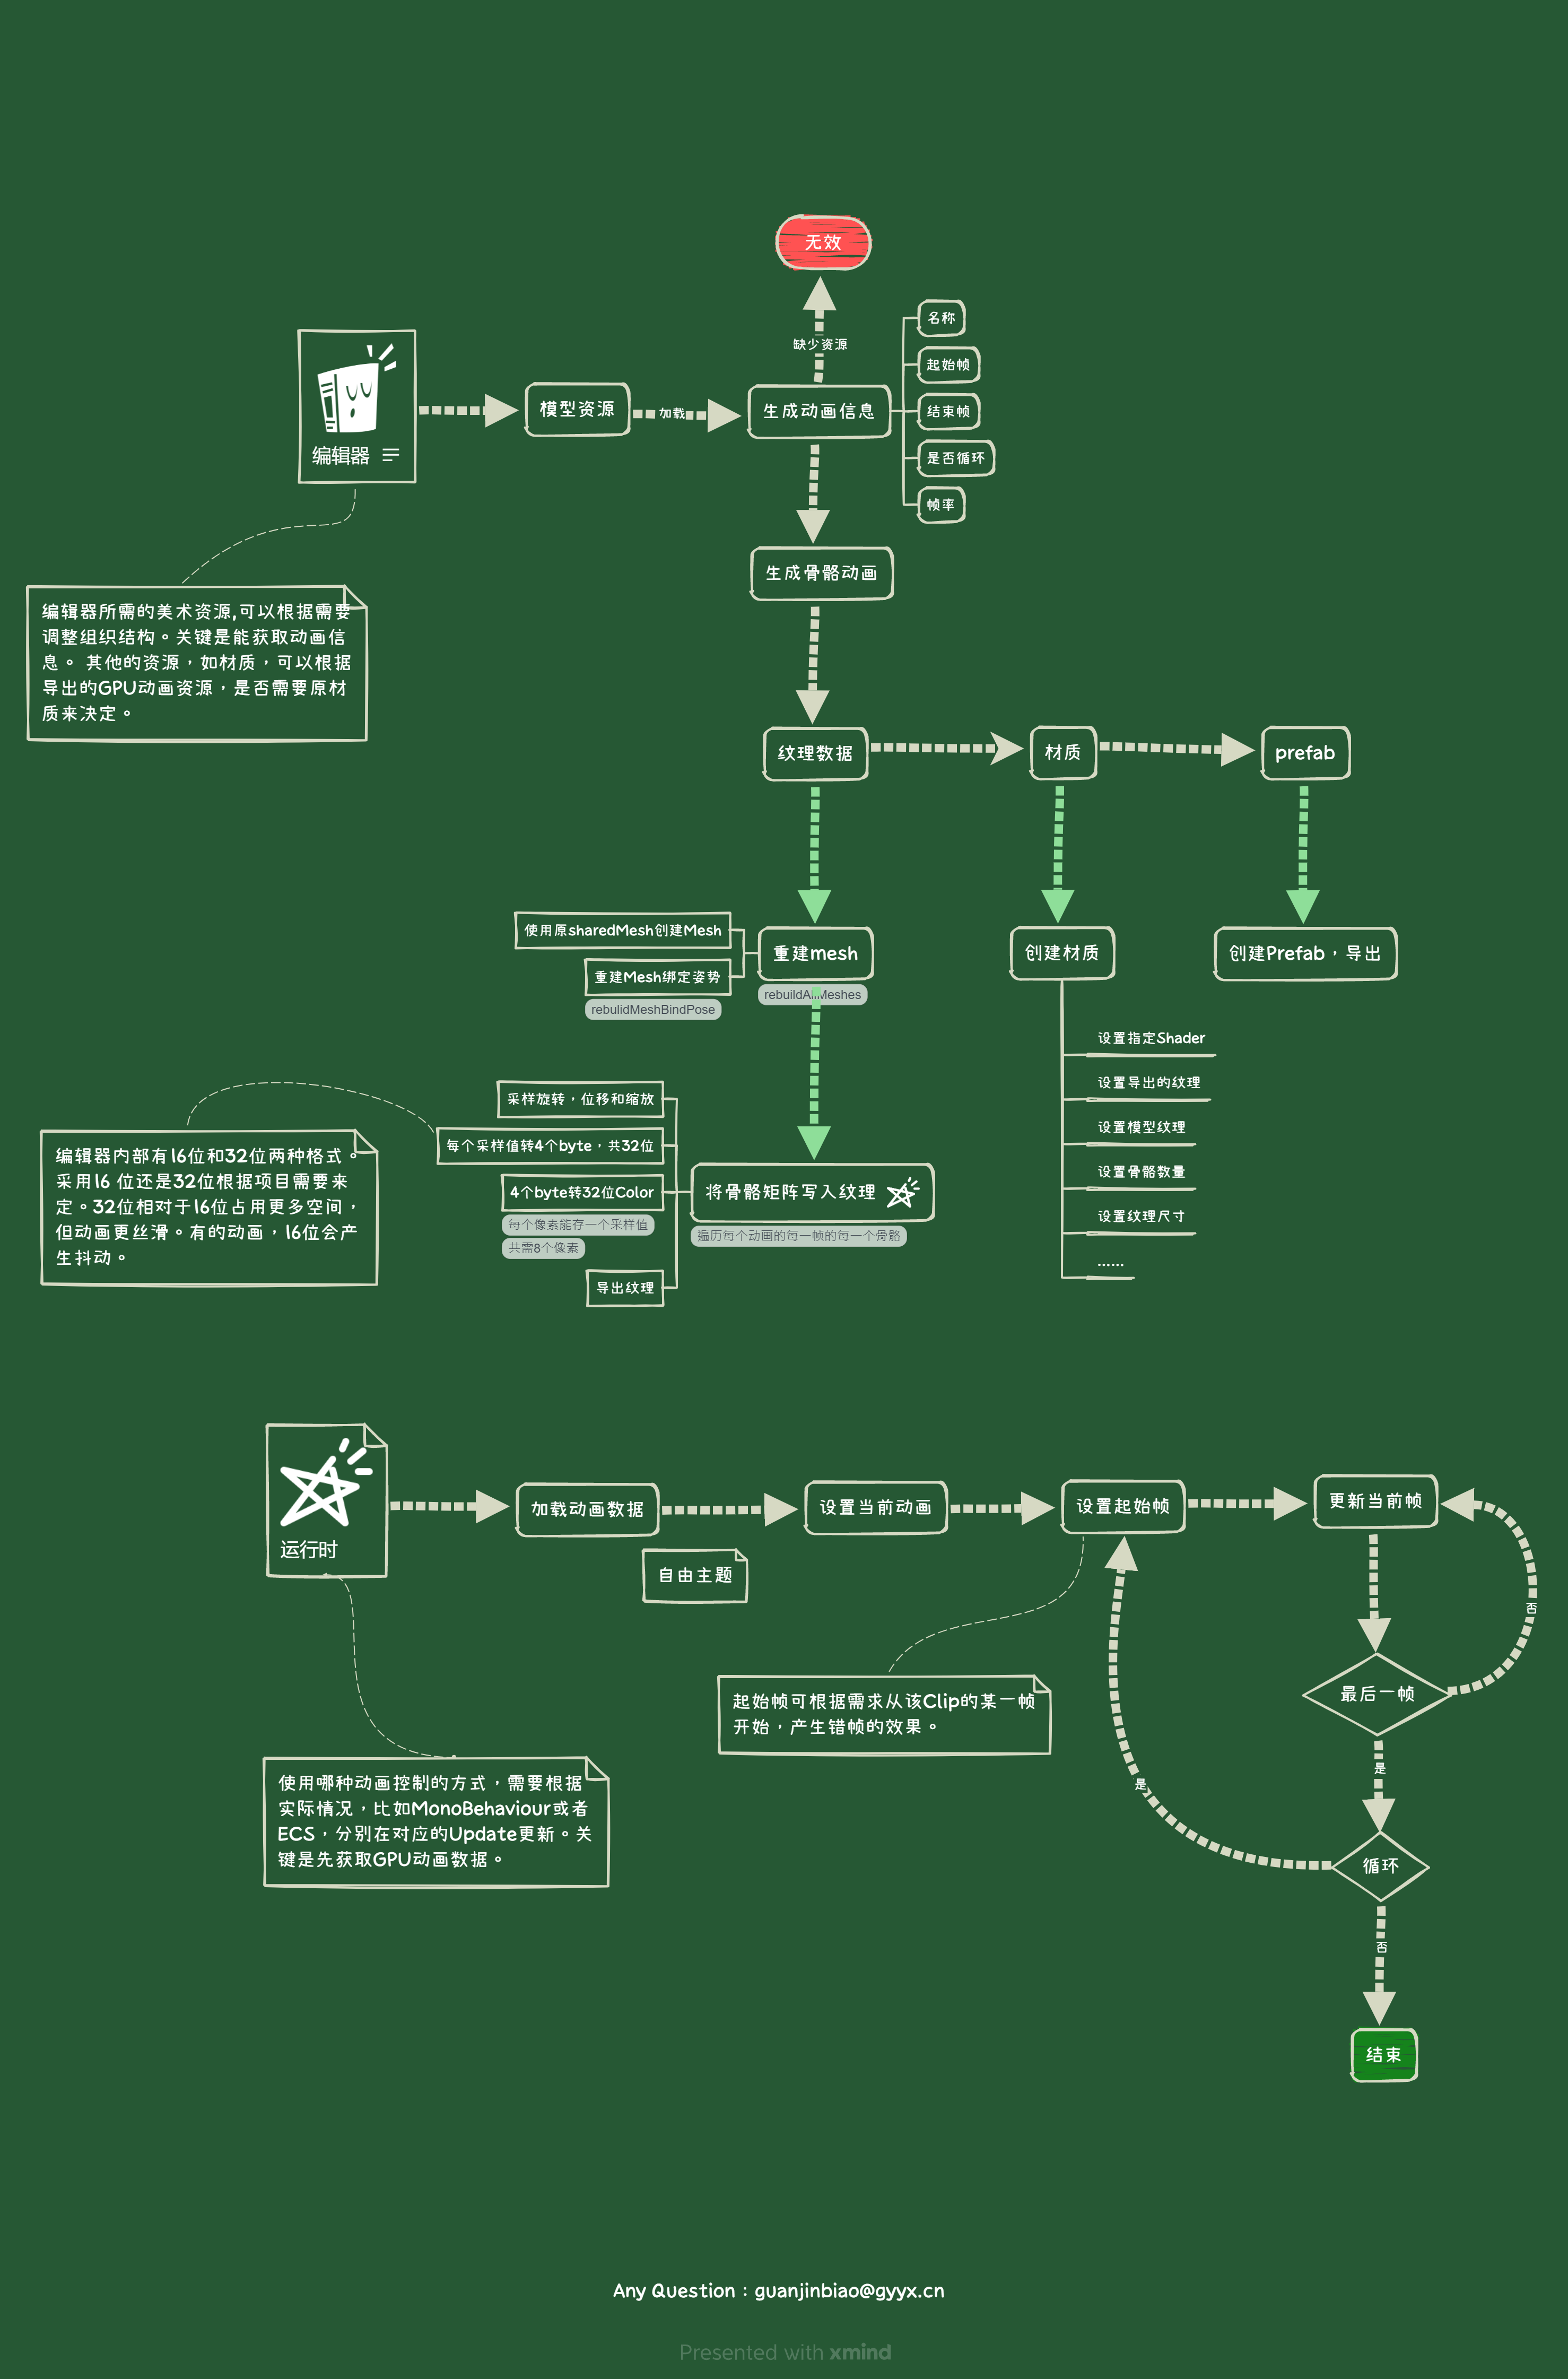 无效
缺少资源
名称
起始帧
结束帧
是否循环
帧率
编辑器
模型资源
加载
生成动画信息
生成骨骼动画
编辑器所需的美术资源,可以根据需要
调整组织结构。关键是能获取动画信
息。 其他的资源，如材质，可以根据
导出的GPU动画资源，是否需要原材
质来决定。
纹理数据
材质
prefab
使用原sharedMesh创建Mesh
重建Mesh绑定姿势
rebulidMeshBindPose
重建mesh
创建材质
创建Prefab，导出
设置指定Shader
设置导出的纹理
设置模型纹理
设置骨骼数量
设置纹理尺寸
......
采样旋转，位移和缩放
每个采样值转4个byte，共32位
4个byte转32位Color
每个像素能存一个采样值
共需8个像素
导出纹理
将骨骼矩阵写入纹理
遍历每个动画的每一帧的每一个骨骼
编辑器内部有16位和32位两种格式。
采用16 位还是32位根据项目需要来
定。32位相对于16位占用更多空间，
但动画更丝滑。有的动画，16位会产
生抖动。
运行时
加载动画数据
设置当前动画
设置起始帧
更新当前帧
自由主题
否
最后一帧
起始帧可根据需求从该Clip的某一帧
开始，产生错帧的效果。
是
是
使用哪种动画控制的方式，需要根据
实际情况，比如MonoBehaviour或者
ECS，分别在对应的Update更新。关
键是先获取GPU动画数据。
循环
否
结束
Any Question：guanjinbiao@gyyx.cn
Presented with xmind